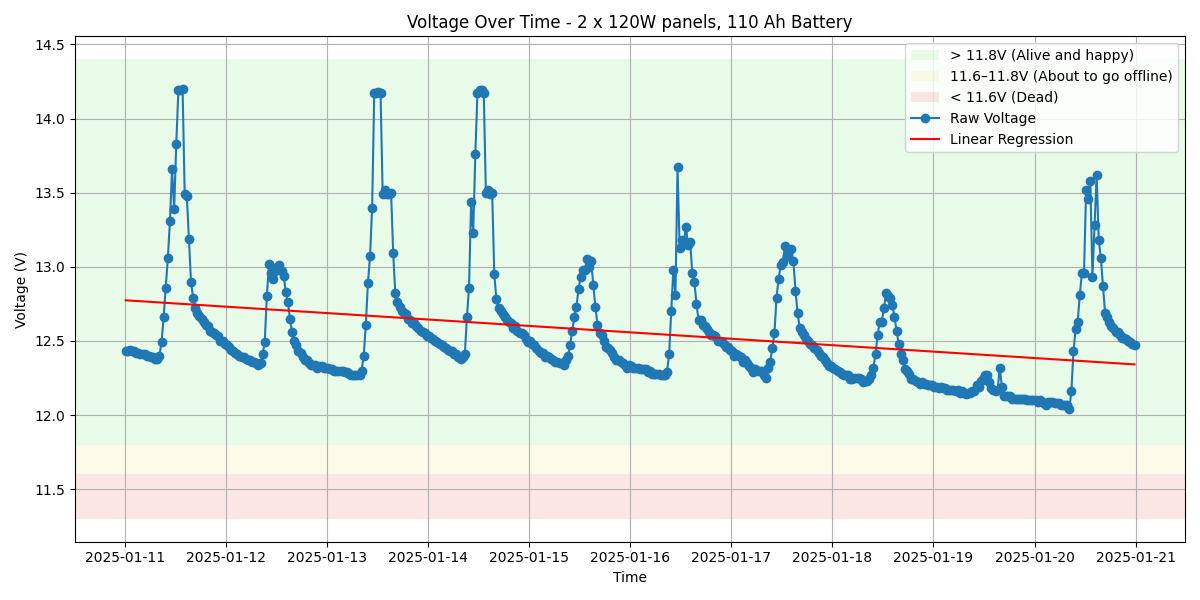 Voltage Over Time - 2 x 120W panels, 110 Ah Battery
> 11.8V (Alive and happy)
11.6–11.8V (About to go offline)
< 11.6V (Dead)
Raw Voltage
Linear Regression
Voltage (V)
14.5
14.0
13.5
13.0
12.5
12.0
11.5
2025-01-11 2025-01-12 2025-01-13 2025-01-14 2025-01-15 2025-01-16 2025-01-17 2025-01-18 2025-01-19 2025-01-20 2025-01-21
Time